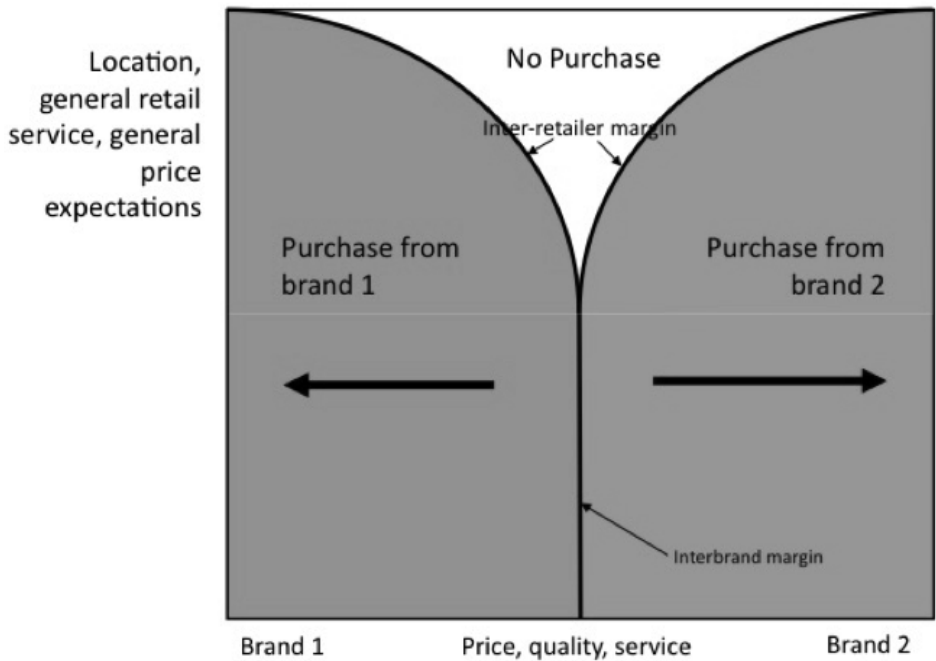 Location,
general retail
service, general
price
expectations
No Purchase
Inter-retailer margin
Purchase from
brand 1
Purchase from
brand 2
Interbrand margin
Brand 1
Price, quality, service
Brand 2